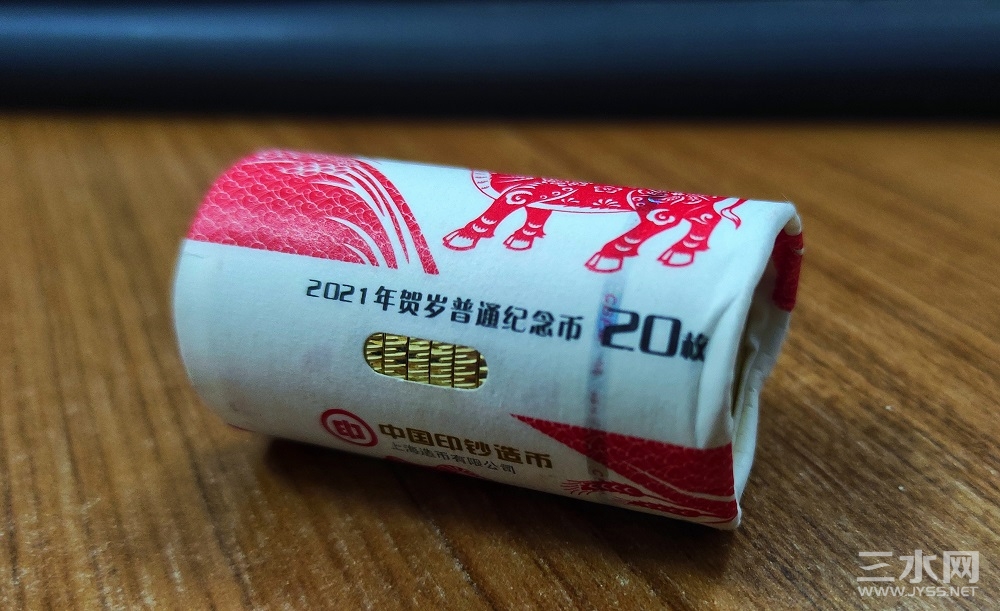 2021年贺岁普通纪念币 20枚
印
中国印钞造币
上海造币有限公司
三水网
WWW.JYSS.NET